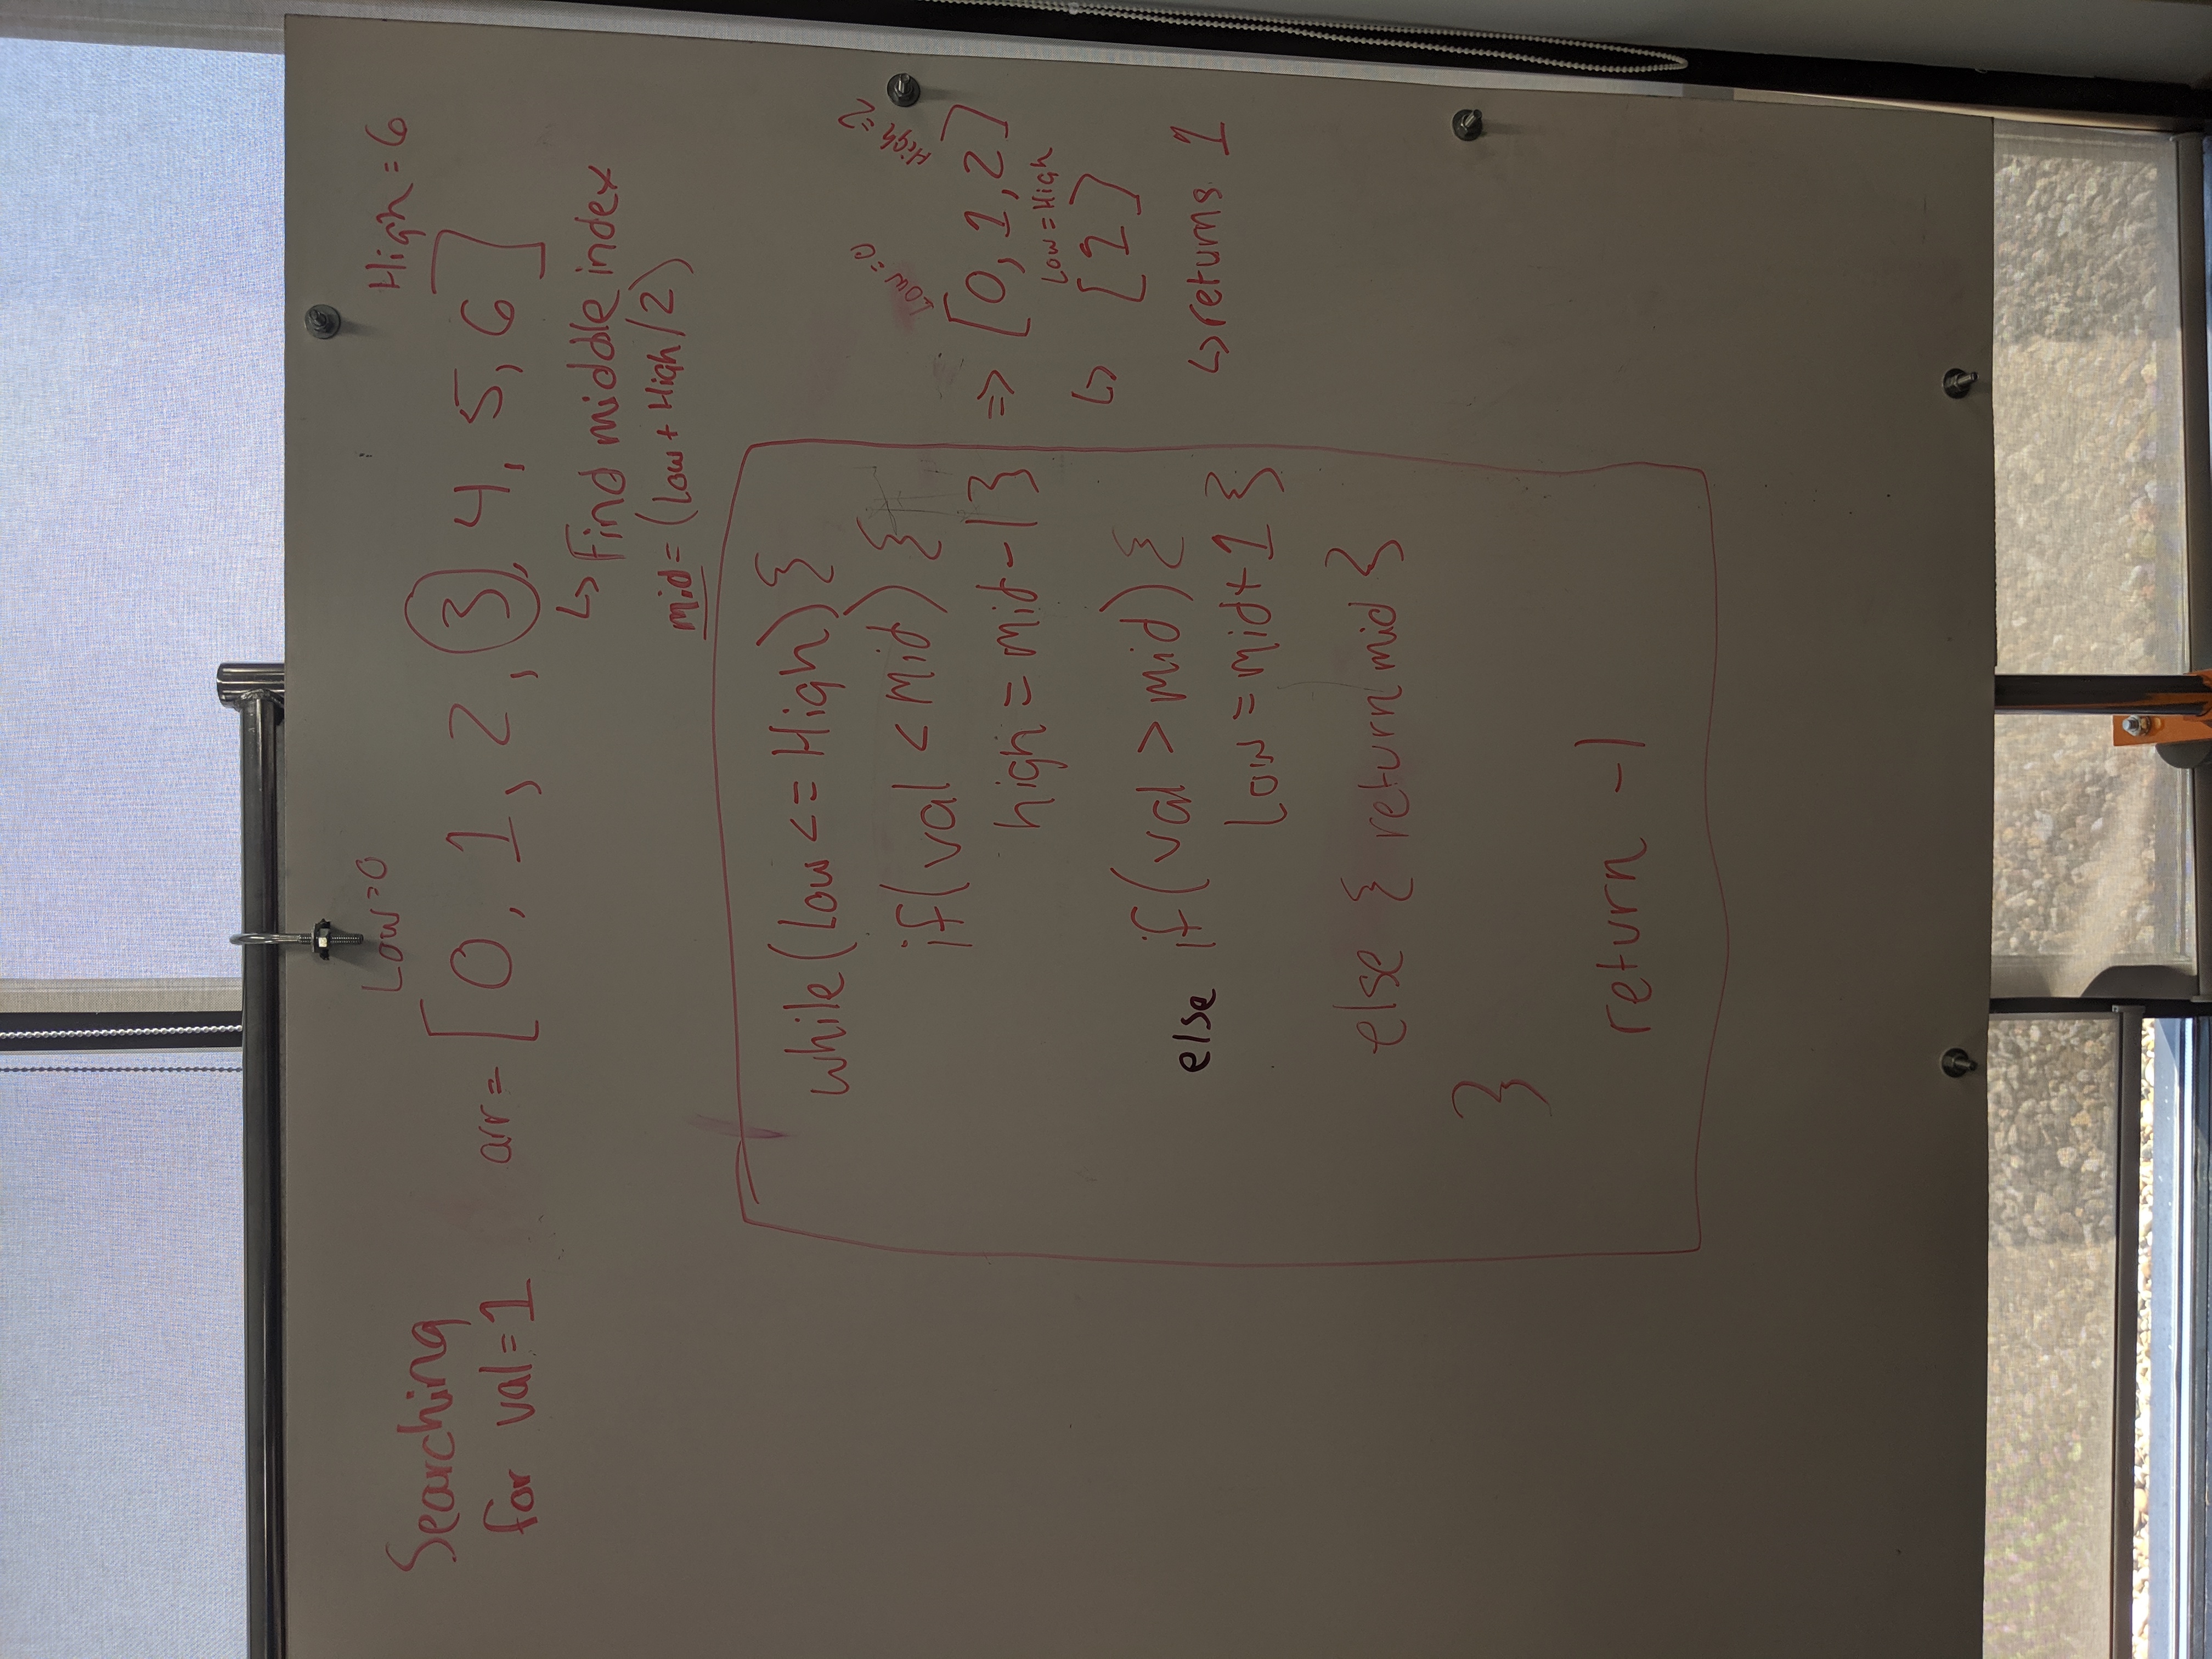 Low=0
High=6
Searching
for val=1
arr=[0, 1, 2, 3, 4, 5, 6]
↳ Find middle index
mid=(Low+High/2)
while(Low<=High){
if(val<mid){
high=mid-1}
else if(val>mid){
Low=mid+1}
else {return mid}
}
return -1
Low=0
High=2
=> [0,1,2]
Low=High
↳ [1]
↳returns 1